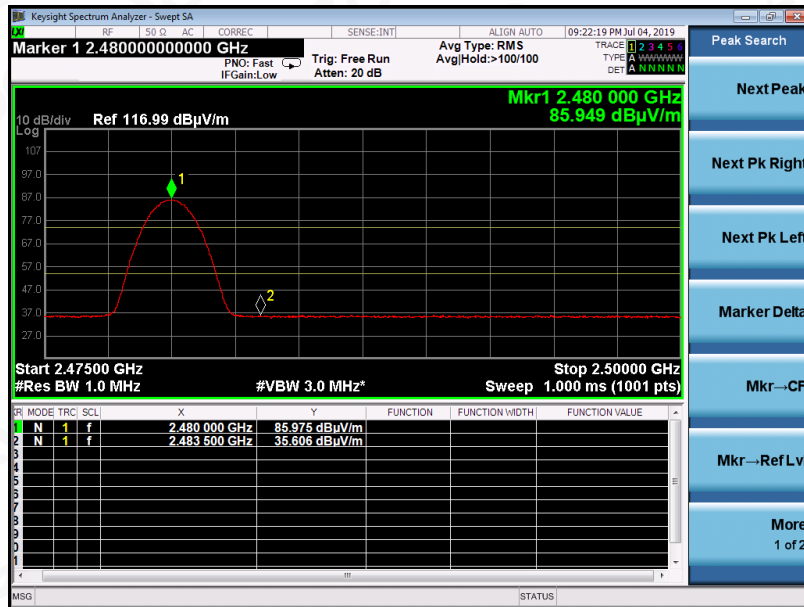 Keysight Spectrum Analyzer - Swept SA
LXI RF 50 Ω AC CORREC SENSE:INT ALIGN AUTO 09:22:19 PM Jul 04, 2019
Marker 1 2.480000000000 GHz
PNO: Fast
IFGain:Low
Trig: Free Run
Atten: 20 dB
Avg Type: RMS
Avg|Hold:>100/100
TRACE 1 2 3 4 5 6
TYPE A WWWWW
DET A N N N N N
Mkr1 2.480 000 GHz
85.949 dBµV/m
10 dB/div Ref 116.99 dBµV/m
Log
107
97.0
87.0
77.0
67.0
57.0
47.0
37.0
27.0
1
2
Start 2.47500 GHz Stop 2.50000 GHz
#Res BW 1.0 MHz #VBW 3.0 MHz* Sweep 1.000 ms (1001 pts)
KR MODE TRC SCL X Y FUNCTION FUNCTION WIDTH FUNCTION VALUE
1 N 1 f 2.480 000 GHz 85.975 dBµV/m
2 N 1 f 2.483 500 GHz 35.606 dBµV/m
3
4
5
6
7
8
9
0
1
MSG STATUS
Peak Search
Next Peak
Next Pk Right
Next Pk Left
Marker Delta
Mkr→CF
Mkr→Ref Lv
More
1 of 2